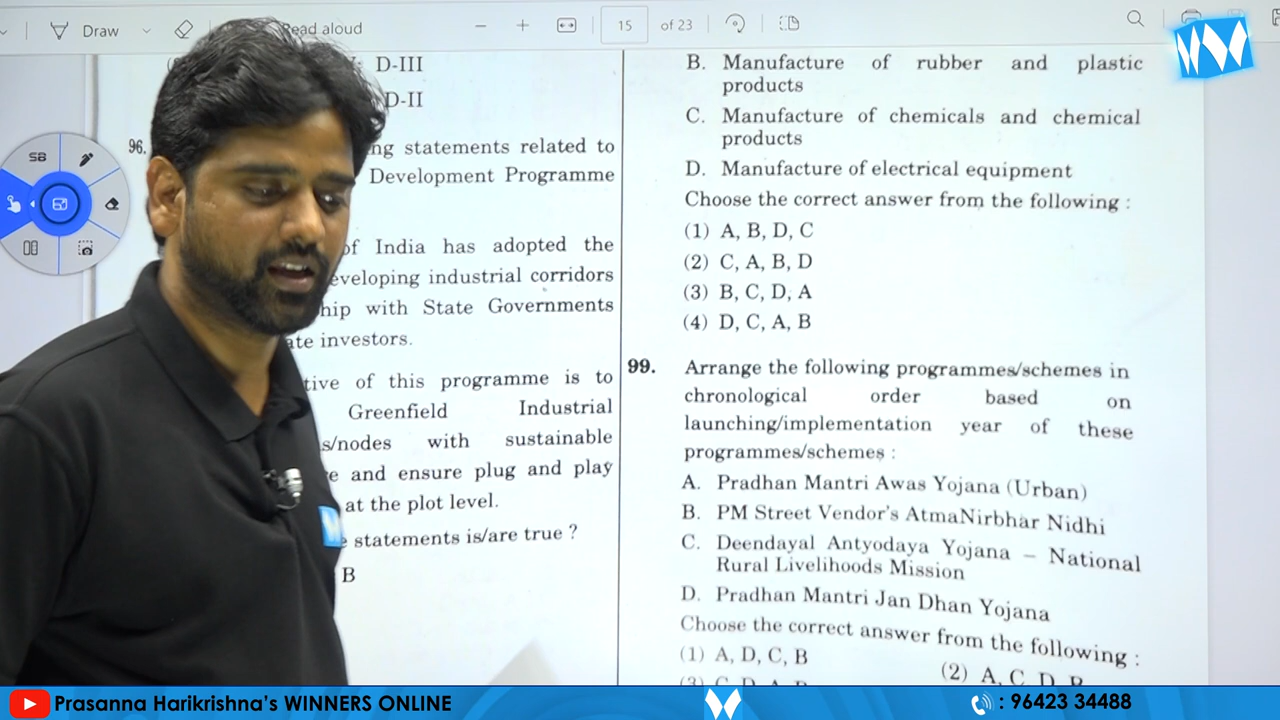 Draw
Read aloud
15 of 23
D-III
D-II
96.
statements related to
Development Programme
of India has adopted the
industrial corridors
with State Governments
investors.
of this programme is to
Greenfield Industrial
with sustainable
and ensure plug and play
at the plot level.
statements is/are true ?
B
B. Manufacture of rubber and plastic
products
C. Manufacture of chemicals and chemical
products
D. Manufacture of electrical equipment
Choose the correct answer from the following :
(1) A, B, D, C
(2) C, A, B, D
(3) B, C, D, A
(4) D, C, A, B
99. Arrange the following programmes/schemes in
chronological order based on
launching/implementation year of these
programmes/schemes :
A. Pradhan Mantri Awas Yojana (Urban)
B. PM Street Vendor's AtmaNirbhar Nidhi
C. Deendayal Antyodaya Yojana – National
Rural Livelihoods Mission
D. Pradhan Mantri Jan Dhan Yojana
Choose the correct answer from the following :
(1) A, D, C, B
(2) A, C, D, B
SB
W
Prasanna Harikrishna's WINNERS ONLINE
: 96423 34488